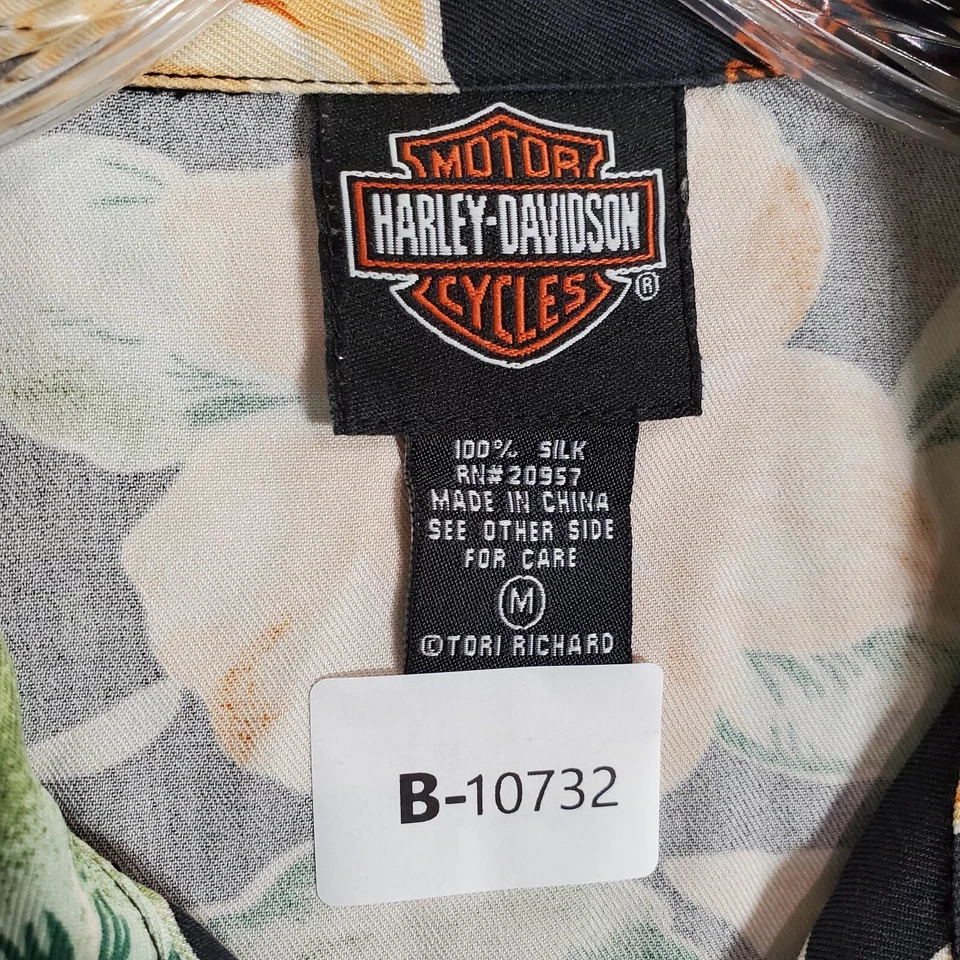 MOTOR
HARLEY-DAVIDSON
CYCLES
®
100% SILK
RN#20957
MADE IN CHINA
SEE OTHER SIDE
FOR CARE
M
©TORI RICHARD
B-10732